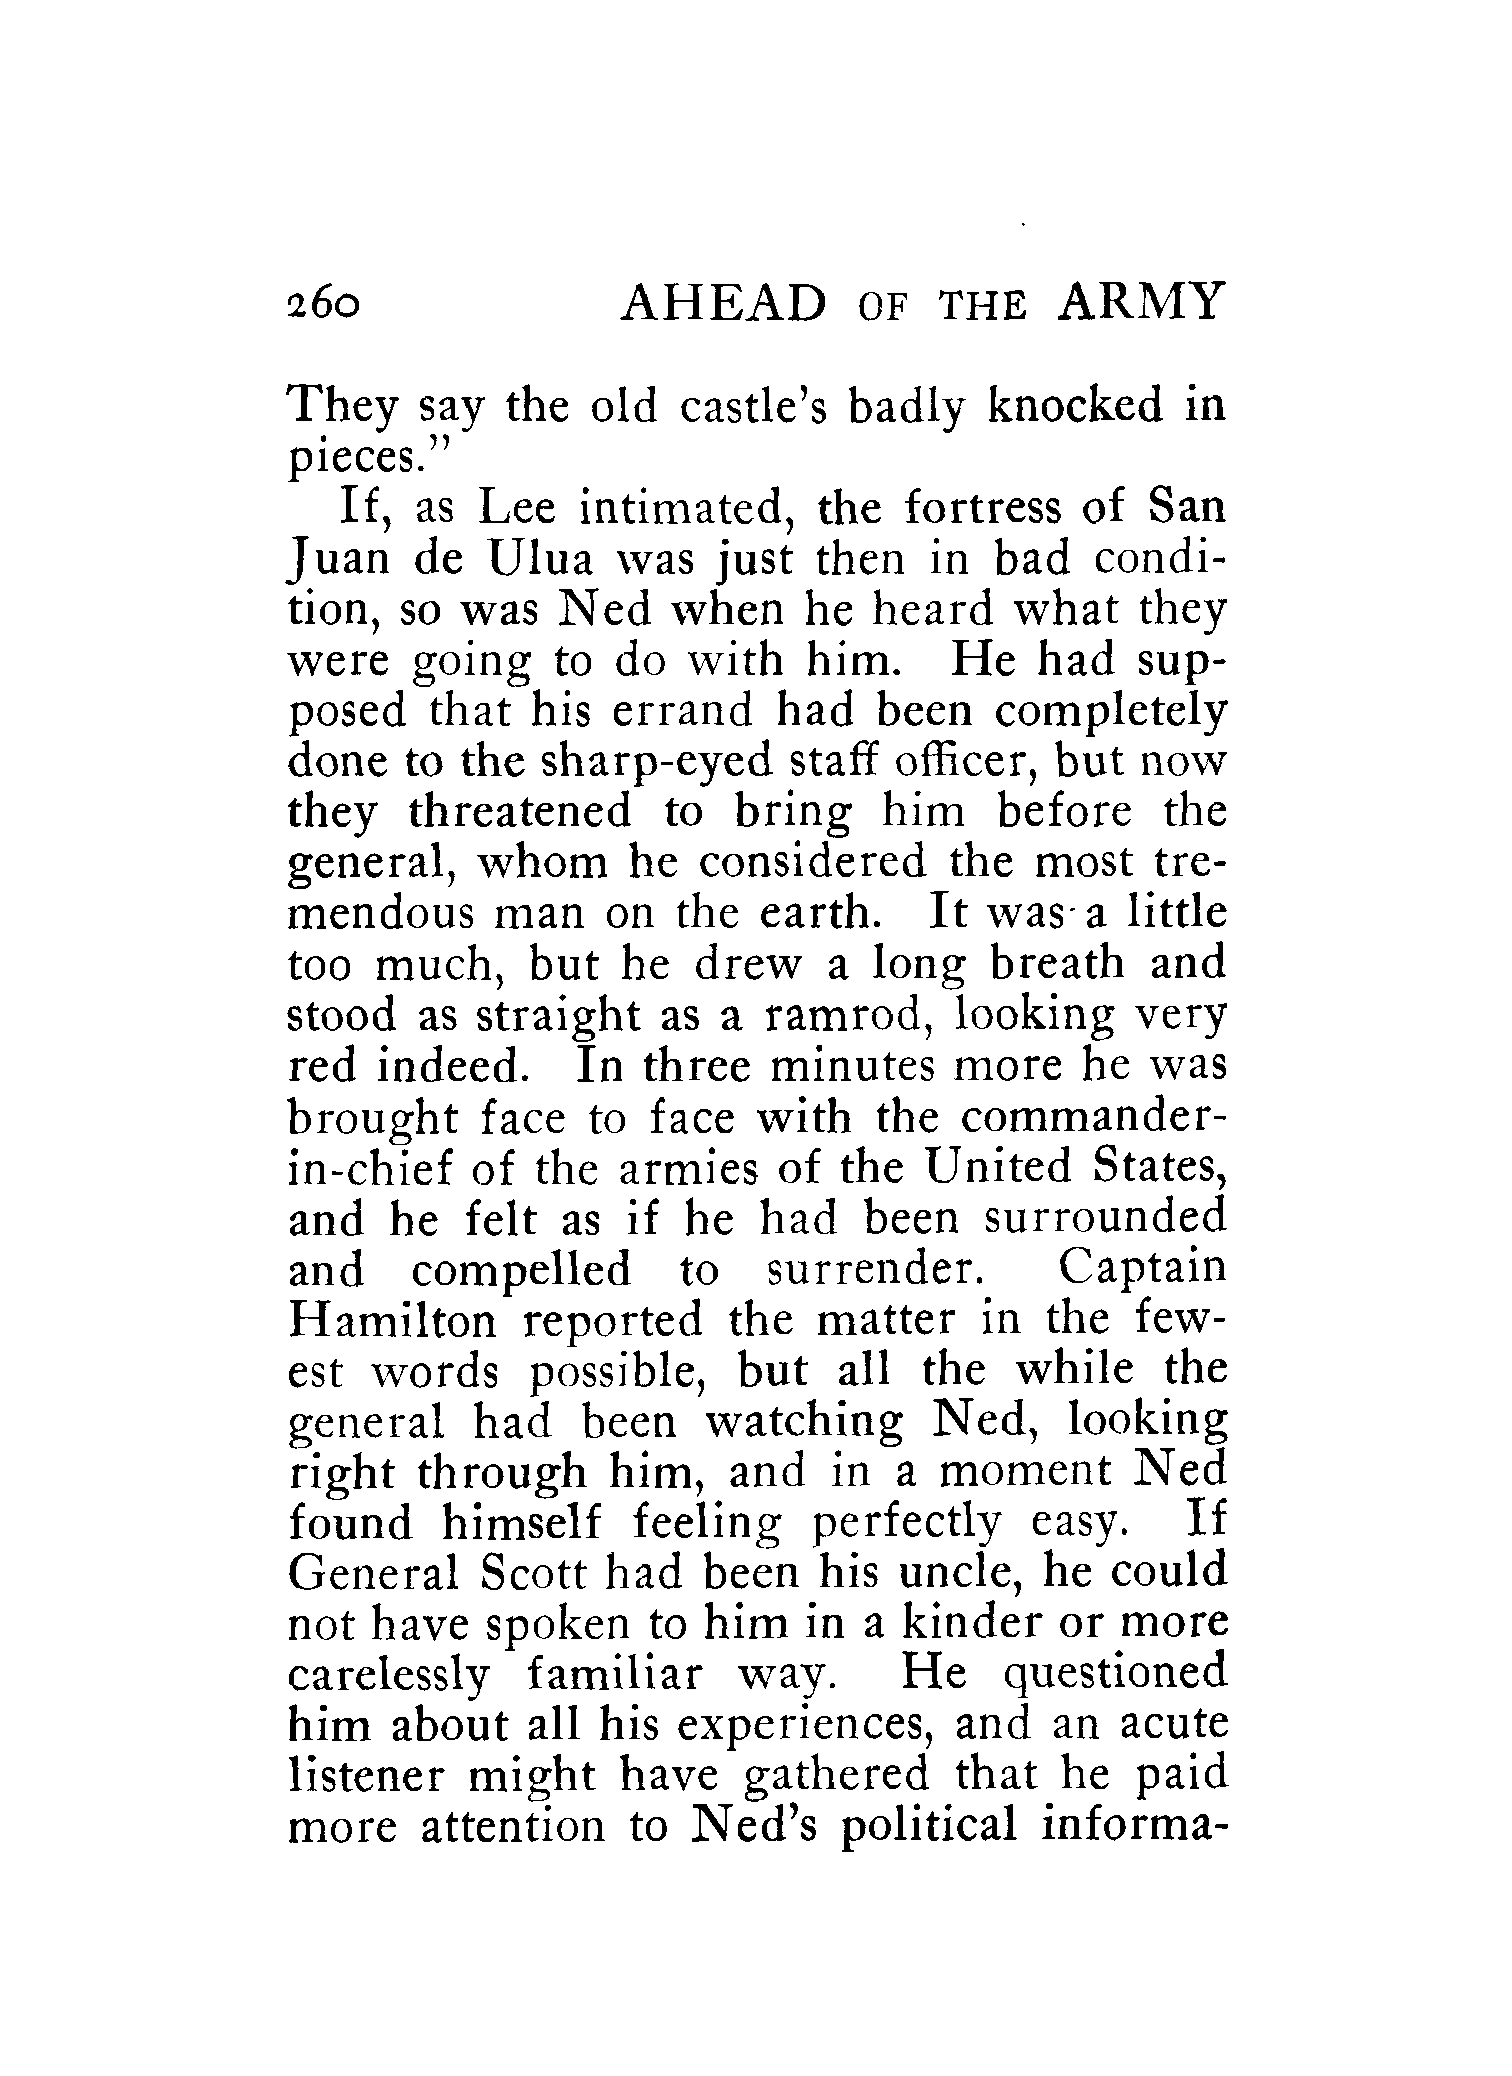 260 AHEAD OF THE ARMY
They say the old castle's badly knocked in
pieces."
If, as Lee intimated, the fortress of San
Juan de Ulua was just then in bad condi-
tion, so was Ned when he heard what they
were going to do with him. He had sup-
posed that his errand had been completely
done to the sharp-eyed staff officer, but now
they threatened to bring him before the
general, whom he considered the most tre-
mendous man on the earth. It was a little
too much, but he drew a long breath and
stood as straight as a ramrod, looking very
red indeed. In three minutes more he was
brought face to face with the commander-
in-chief of the armies of the United States,
and he felt as if he had been surrounded
and compelled to surrender. Captain
Hamilton reported the matter in the few-
est words possible, but all the while the
general had been watching Ned, looking
right through him, and in a moment Ned
found himself feeling perfectly easy. If
General Scott had been his uncle, he could
not have spoken to him in a kinder or more
carelessly familiar way. He questioned
him about all his experiences, and an acute
listener might have gathered that he paid
more attention to Ned's political informa-